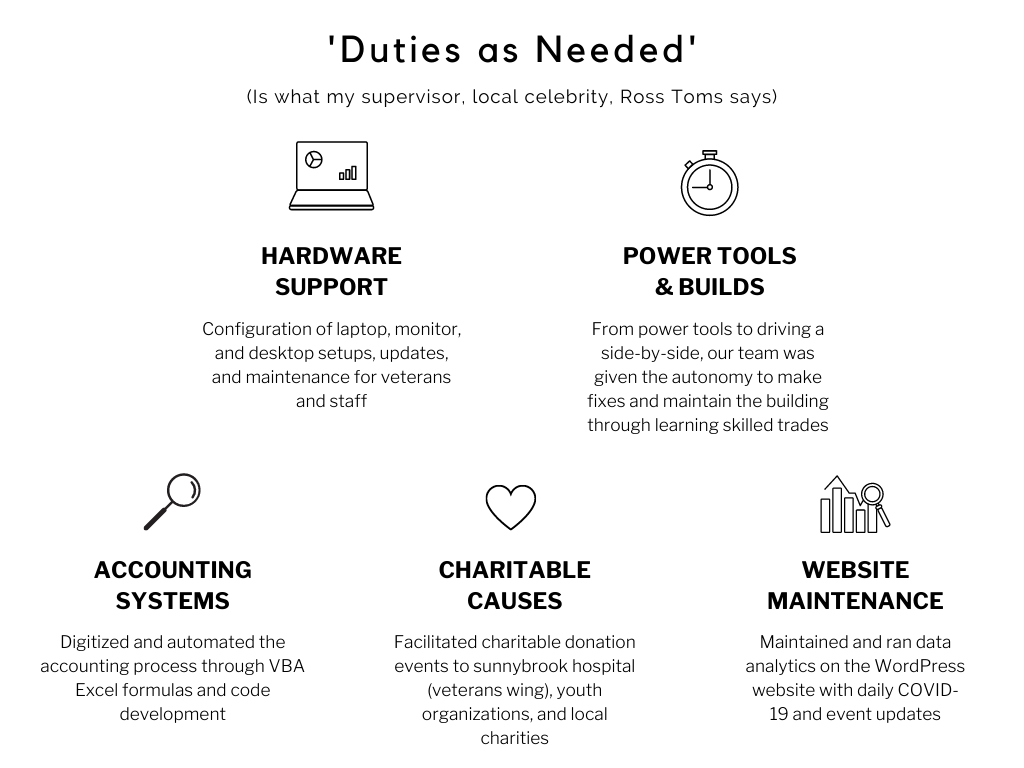 'Duties as Needed'
(Is what my supervisor, local celebrity, Ross Toms says)
HARDWARE
SUPPORT
Configuration of laptop, monitor,
and desktop setups, updates,
and maintenance for veterans
and staff
POWER TOOLS
& BUILDS
From power tools to driving a
side-by-side, our team was
given the autonomy to make
fixes and maintain the building
through learning skilled trades
ACCOUNTING
SYSTEMS
Digitized and automated the
accounting process through VBA
Excel formulas and code
development
CHARITABLE
CAUSES
Facilitated charitable donation
events to sunnybrook hospital
(veterans wing), youth
organizations, and local
charities
WEBSITE
MAINTENANCE
Maintained and ran data
analytics on the WordPress
website with daily COVID-
19 and event updates